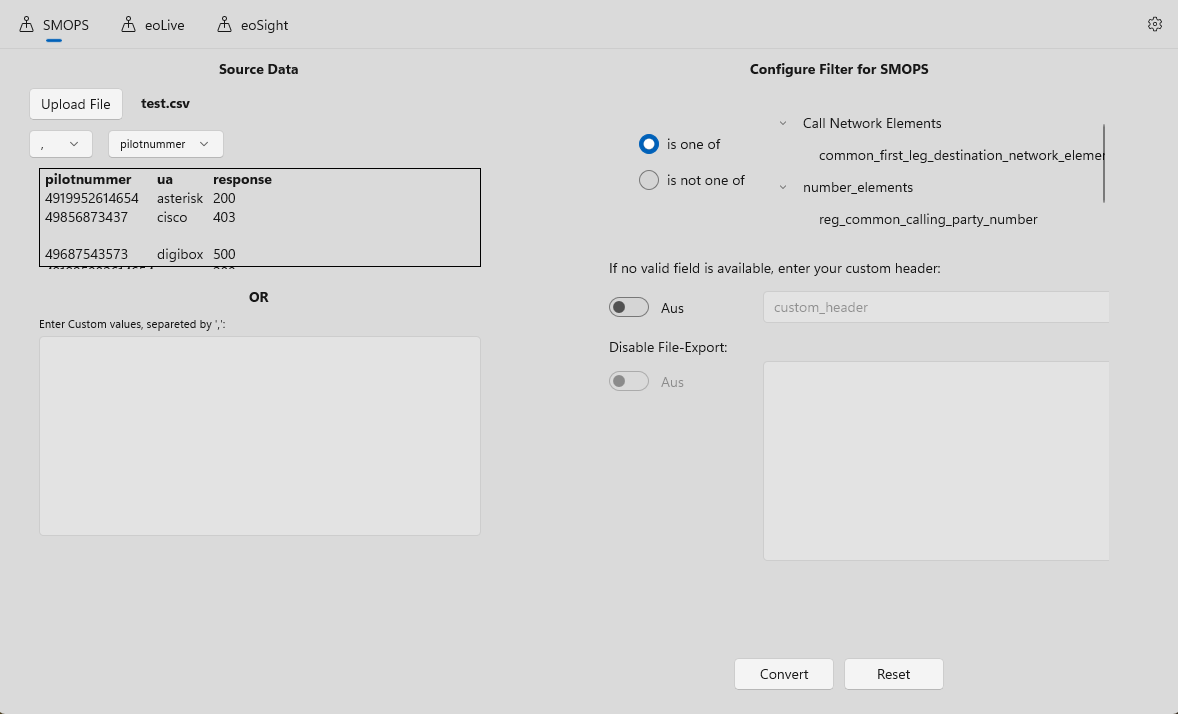 SMOPS eoLive eoSight
Source Data
Configure Filter for SMOPS
Upload File test.csv
, pilotnummer
pilotnummer ua response
4919952614654 asterisk 200
49856873437 cisco 403
49687543573 digibox 500
OR
Enter Custom values, separeted by ',':
is one of
is not one of
Call Network Elements
common_first_leg_destination_network_elemer
number_elements
reg_common_calling_party_number
If no valid field is available, enter your custom header:
Aus custom_header
Disable File-Export:
Aus
Convert Reset